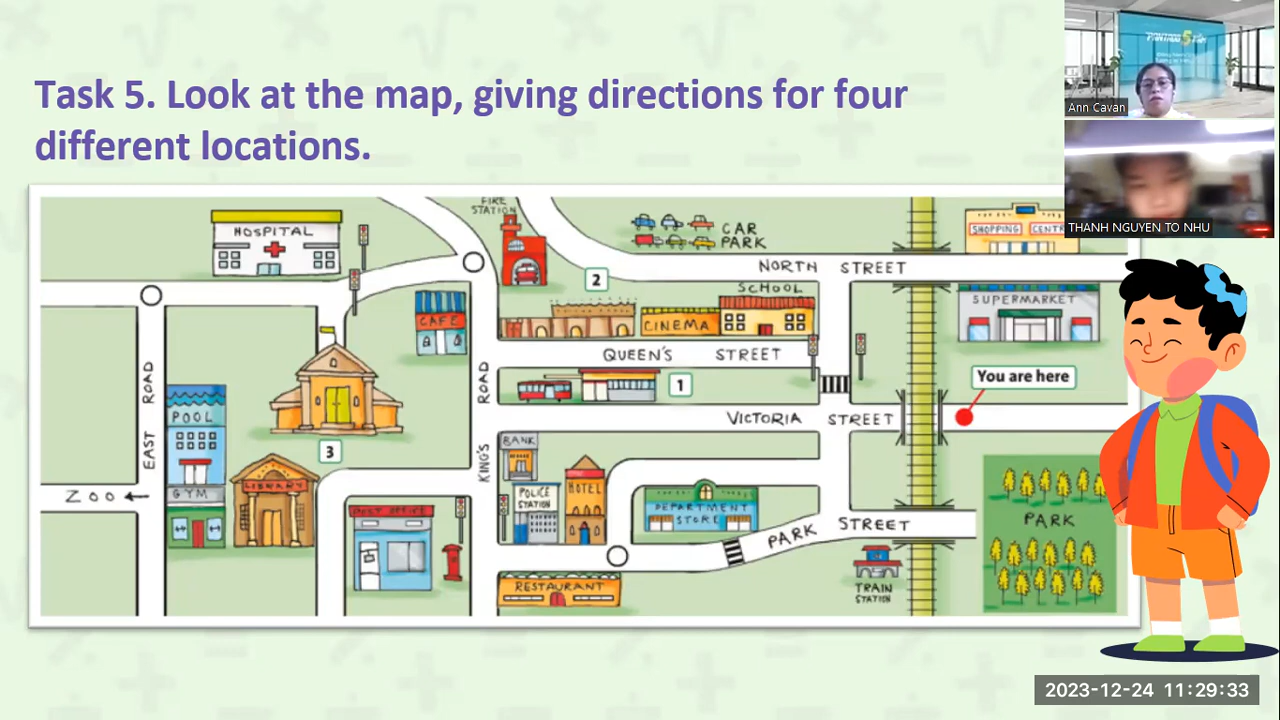 Task 5. Look at the map, giving directions for four
different locations.
Ann Cavan
THANH NGUYEN TO NHU
FIRE
STATION
HOSPITAL
CAR
PARK
SHOPPING CENTR
NORTH STREET
2
SCHOOL
CAFE
CINEMA
SUPERMARKET
QUEEN'S STREET
EAST ROAD
KING'S ROAD
1
You are here
POOL
VICTORIA STREET
BANK
3
LIBRARY
ZOO
GYM
POLICE
STATION
HOTEL
DEPARTMENT
STORE
POST OFFICE
PARK STREET
PARK
RESTAURANT
TRAIN
STATION
2023-12-24 11:29:33